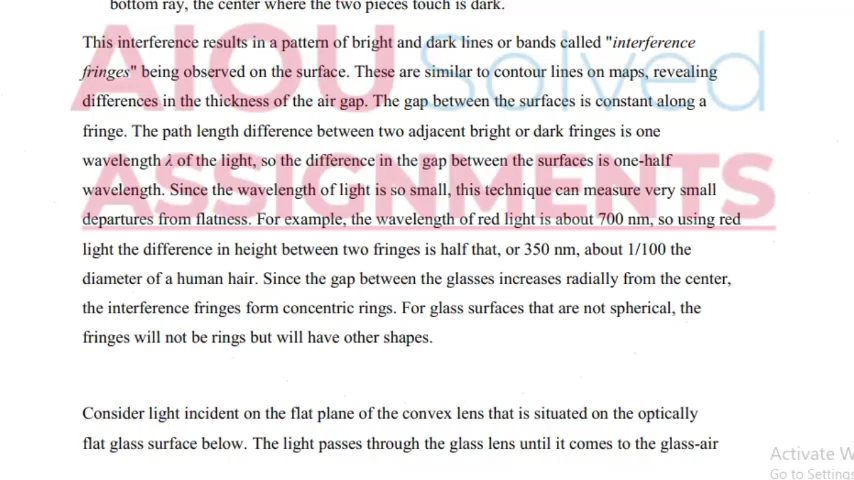 bottom ray, the center where the two pieces touch is dark.
This interference results in a pattern of bright and dark lines or bands called "interference
fringes" being observed on the surface. These are similar to contour lines on maps, revealing
differences in the thickness of the air gap. The gap between the surfaces is constant along a
fringe. The path length difference between two adjacent bright or dark fringes is one
wavelength λ of the light, so the difference in the gap between the surfaces is one-half
wavelength. Since the wavelength of light is so small, this technique can measure very small
departures from flatness. For example, the wavelength of red light is about 700 nm, so using red
light the difference in height between two fringes is half that, or 350 nm, about 1/100 the
diameter of a human hair. Since the gap between the glasses increases radially from the center,
the interference fringes form concentric rings. For glass surfaces that are not spherical, the
fringes will not be rings but will have other shapes.
Consider light incident on the flat plane of the convex lens that is situated on the optically
flat glass surface below. The light passes through the glass lens until it comes to the glass-air
AIOU Solved
ASSIGNMENTS
Activate W
Go to Settings